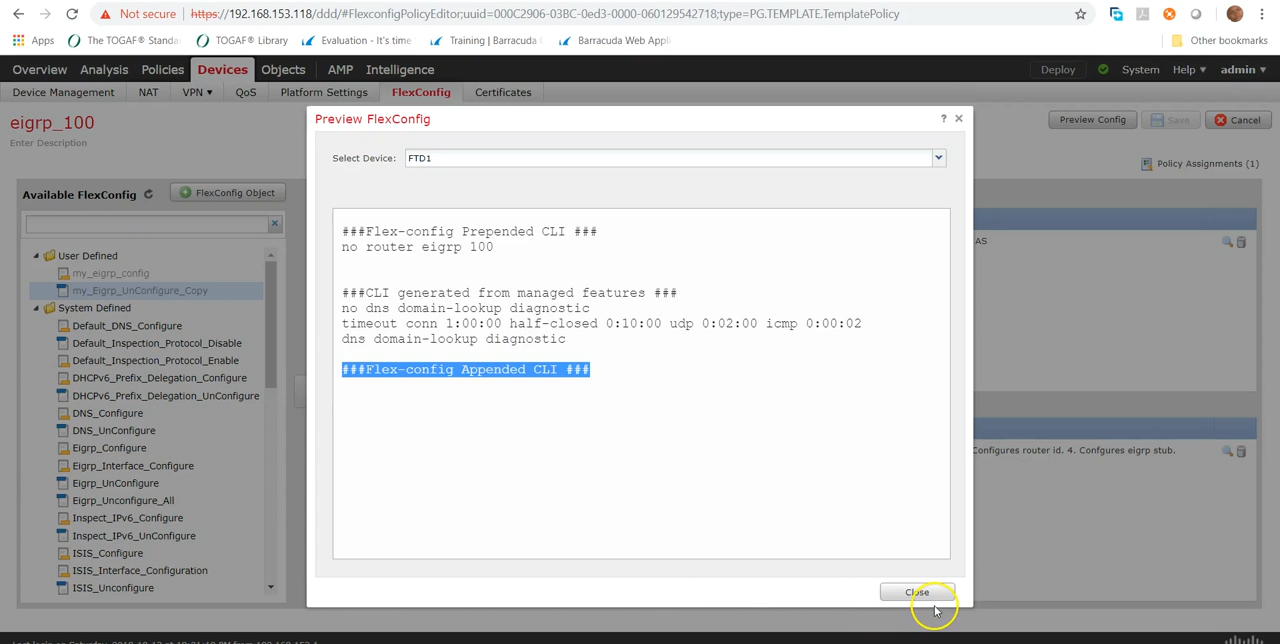 Not secure | https://192.168.153.118/ddd/#FlexconfigPolicyEditor;uuid=000C2906-03BC-0ed3-0000-060129542718;type=PG.TEMPLATE.TemplatePolicy
Apps The TOGAF® Standa TOGAF® Library Evaluation - It's time Training | Barracuda Barracuda Web Appl Other bookmarks
Overview Analysis Policies Devices Objects AMP Intelligence Deploy System Help ▾ admin ▾
Device Management NAT VPN ▾ QoS Platform Settings FlexConfig Certificates
eigrp_100
Enter Description
Preview Config Save Cancel
Policy Assignments (1)
Available FlexConfig FlexConfig Object
User Defined
my_eigrp_config
my_Eigrp_UnConfigure_Copy
System Defined
Default_DNS_Configure
Default_Inspection_Protocol_Disable
Default_Inspection_Protocol_Enable
DHCPv6_Prefix_Delegation_Configure
DHCPv6_Prefix_Delegation_UnConfigure
DNS_Configure
DNS_UnConfigure
Eigrp_Configure
Eigrp_Interface_Configure
Eigrp_UnConfigure
Eigrp_Unconfigure_All
Inspect_IPv6_Configure
Inspect_IPv6_UnConfigure
ISIS_Configure
ISIS_Interface_Configuration
ISIS_Unconfigure
Preview FlexConfig ?
Select Device: FTD1
###Flex-config Prepended CLI ###
no router eigrp 100
###CLI generated from managed features ###
no dns domain-lookup diagnostic
timeout conn 1:00:00 half-closed 0:10:00 udp 0:02:00 icmp 0:00:02
dns domain-lookup diagnostic
###Flex-config Appended CLI ###
Close
AS
Configures router id. 4. Confgures eigrp stub.